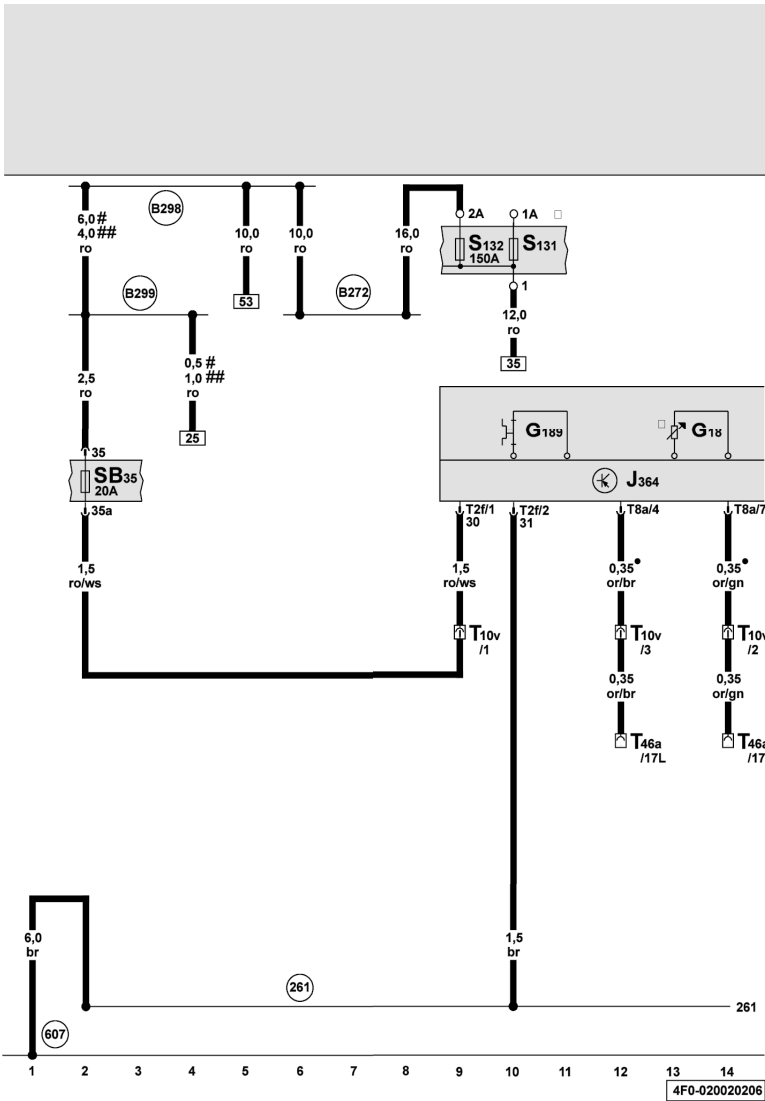 B298
6,0 #
4,0 ##
ro
10,0
ro
10,0
ro
16,0
ro
2A
1A
S132
150A
S131
1
B299
53
B272
12,0
ro
35
0,5 #
1,0 ##
ro
2,5
ro
25
G189
G18
35
SB35
20A
35a
J364
T2f/1
30
T2f/2
31
T8a/4
T8a/7
1,5
ro/ws
1,5
ro/ws
0,35
or/br
0,35
or/gn
T10v
/1
T10v
/3
T10v
/2
0,35
or/br
0,35
or/gn
T46a
/17L
T46a
/17
6,0
br
1,5
br
261
261
607
1 2 3 4 5 6 7 8 9 10 11 12 13 14
4F0-020020206